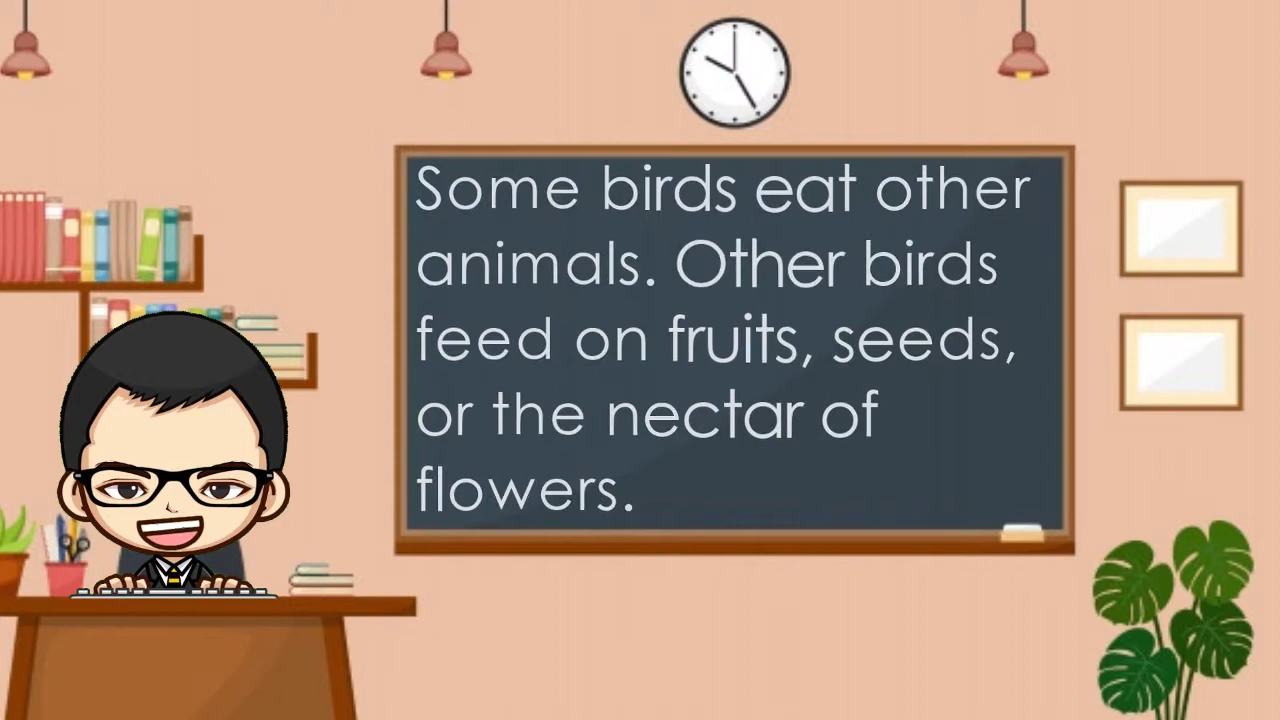 Some birds eat other
animals. Other birds
feed on fruits, seeds,
or the nectar of
flowers.